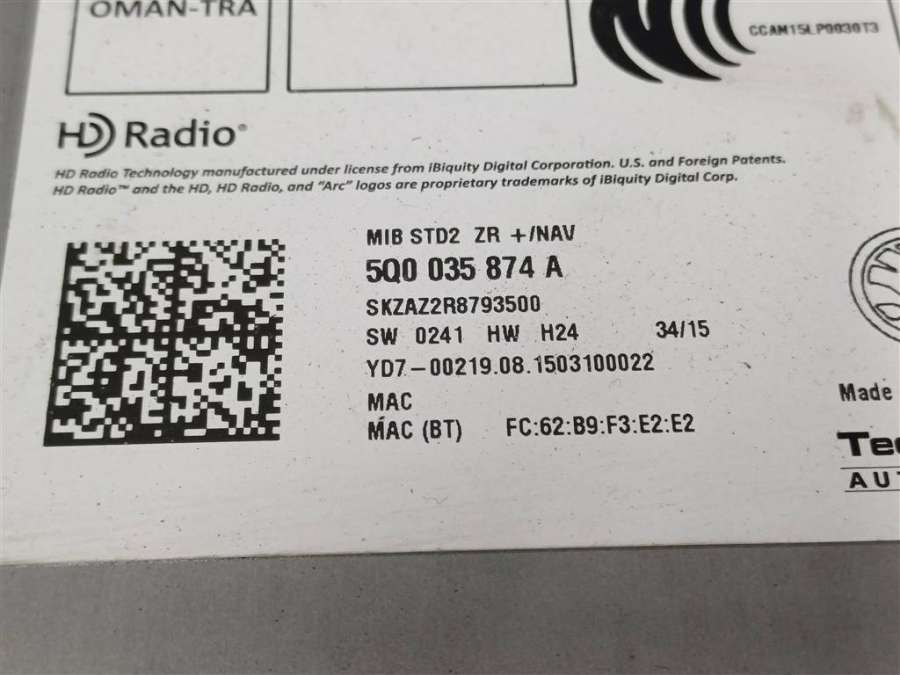 OMAN-TRA
CCAM15LP0030T3
HD Radio®
HD Radio Technology manufactured under license from iBiquity Digital Corporation. U.S. and Foreign Patents.
HD Radio™ and the HD, HD Radio, and “Arc” logos are proprietary trademarks of iBiquity Digital Corp.
MIB STD2 ZR +/NAV
5Q0 035 874 A
SKZAZ2R8793500
SW 0241 HW H24 34/15
YD7-00219.08.1503100022
MAC
MAC (BT) FC:62:B9:F3:E2:E2
Made
Tec
AUT